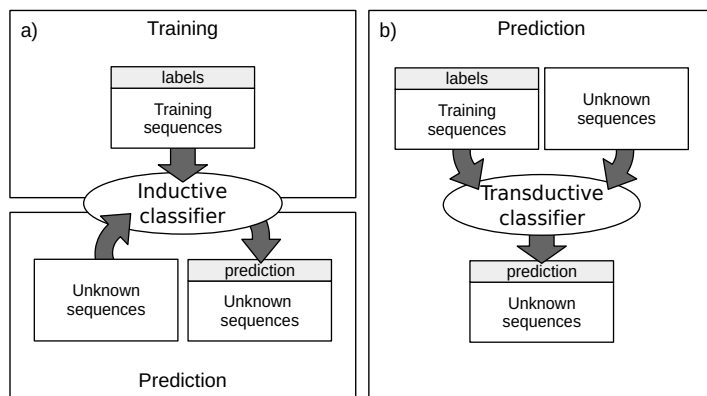 a)
Training
labels
Training
sequences
Inductive
classifier
Unknown
sequences
prediction
Unknown
sequences
Prediction
b)
Prediction
labels
Training
sequences
Unknown
sequences
Transductive
classifier
prediction
Unknown
sequences